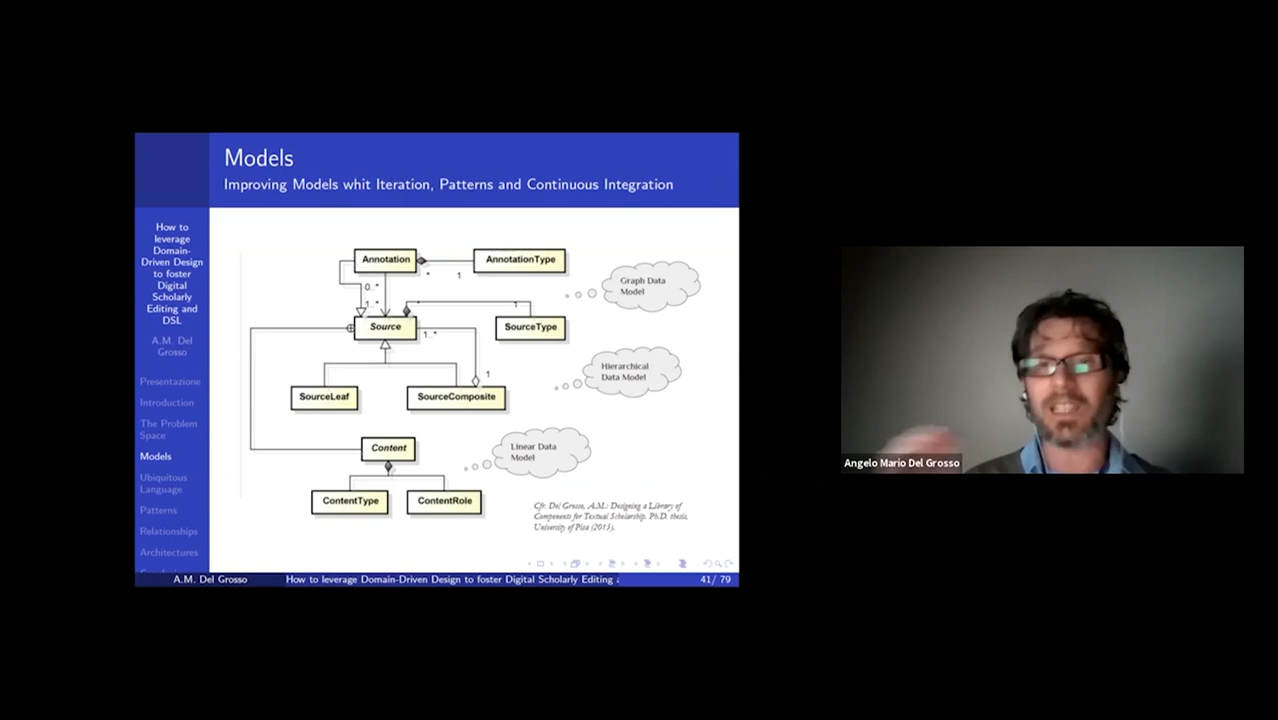 Models
Improving Models whit Iteration, Patterns and Continuous Integration
How to
leverage
Domain-
Driven Design
to foster
Digital
Scholarly
Editing and
DSL
A.M. Del
Grosso
Presentazione
Introduction
The Problem
Space
Models
Ubiquitous
Language
Patterns
Relationships
Architectures
Annotation
AnnotationType
* 1
0..*
1..*
1
Source
1..*
SourceType
1
SourceLeaf
SourceComposite
Content
ContentType
ContentRole
Graph Data
Model
Hierarchical
Data Model
Linear Data
Model
Cfr. Del Grosso, A.M.: Designing a Library of
Components for Textual Scholarship. Ph.D. thesis,
University of Pisa (2015).
A.M. Del Grosso
How to leverage Domain-Driven Design to foster Digital Scholarly Editing
41/ 79
Angelo Mario Del Grosso